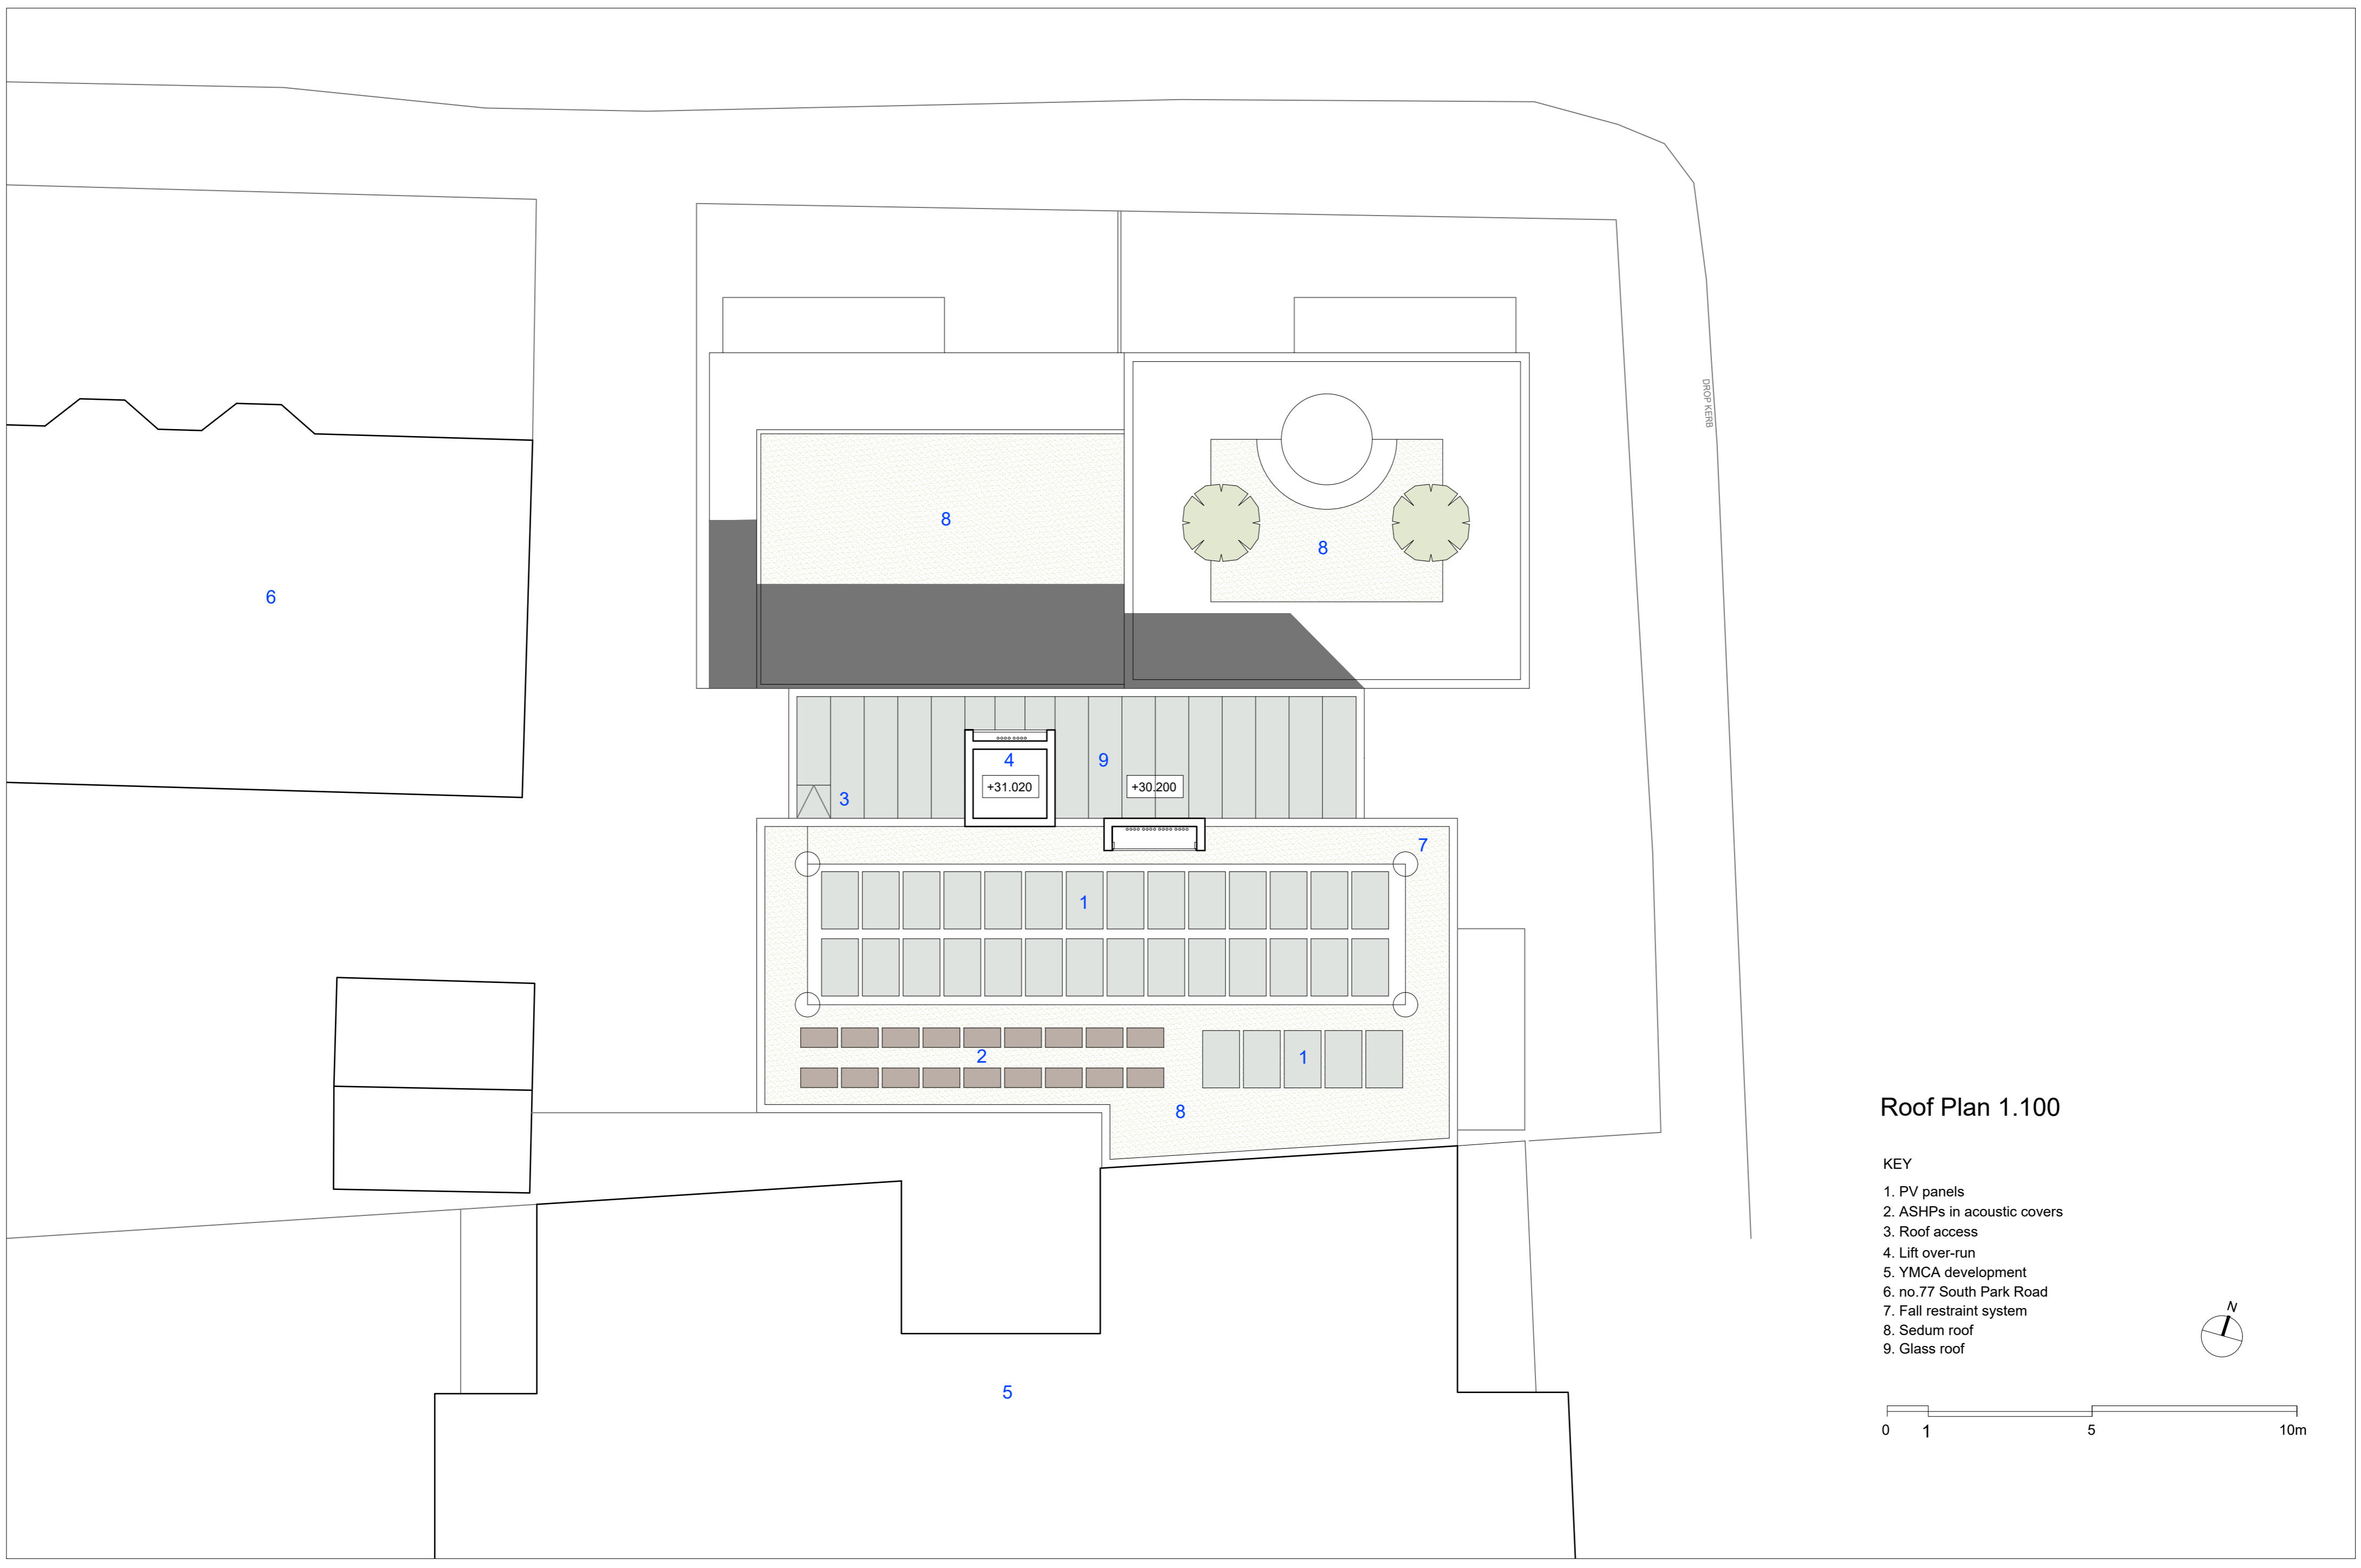 DROP KERB
8
8
6
4
9
+31.020
+30.200
3
7
1
2
1
8
5
Roof Plan 1.100
KEY
1. PV panels
2. ASHPs in acoustic covers
3. Roof access
4. Lift over-run
5. YMCA development
6. no.77 South Park Road
7. Fall restraint system
8. Sedum roof
9. Glass roof
N
0 1 5 10m